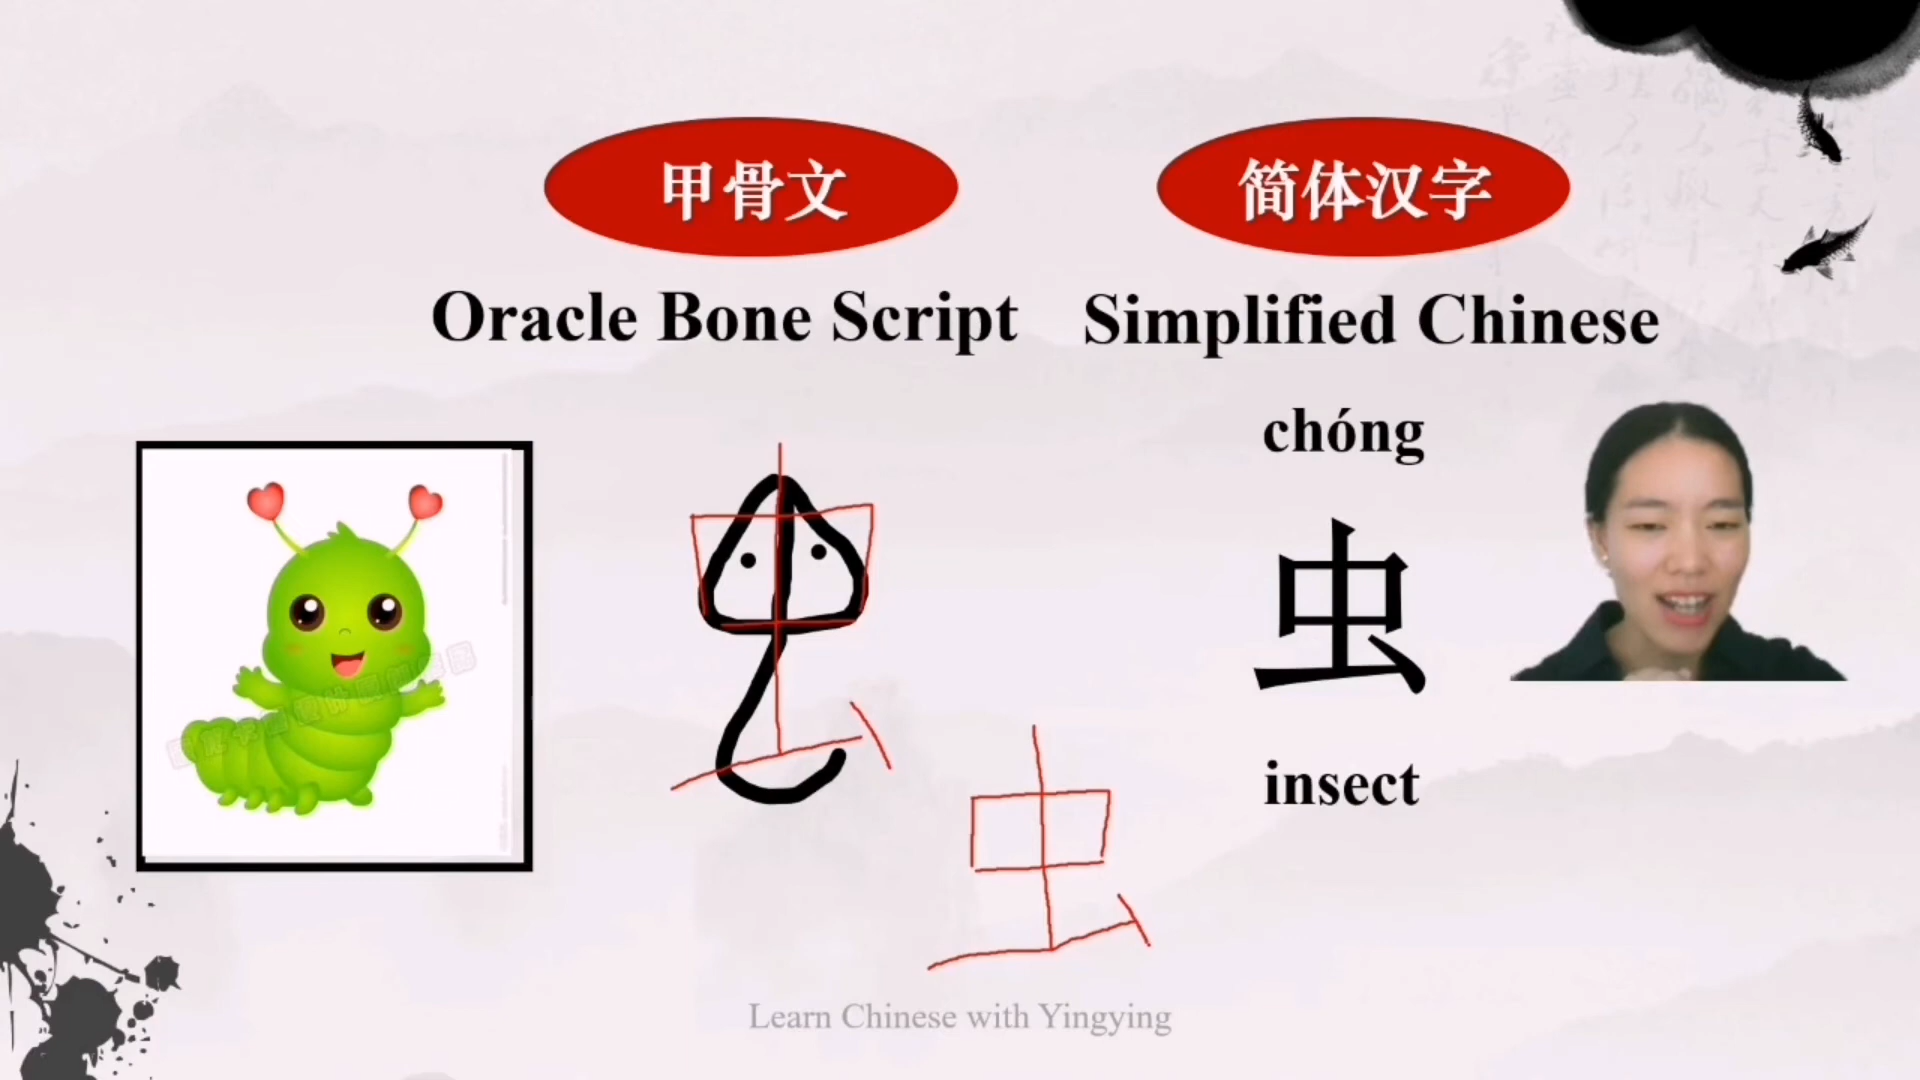 甲骨文
简体汉字
Oracle Bone Script
Simplified Chinese
chóng
虫
insect
虫
Learn Chinese with Yingying